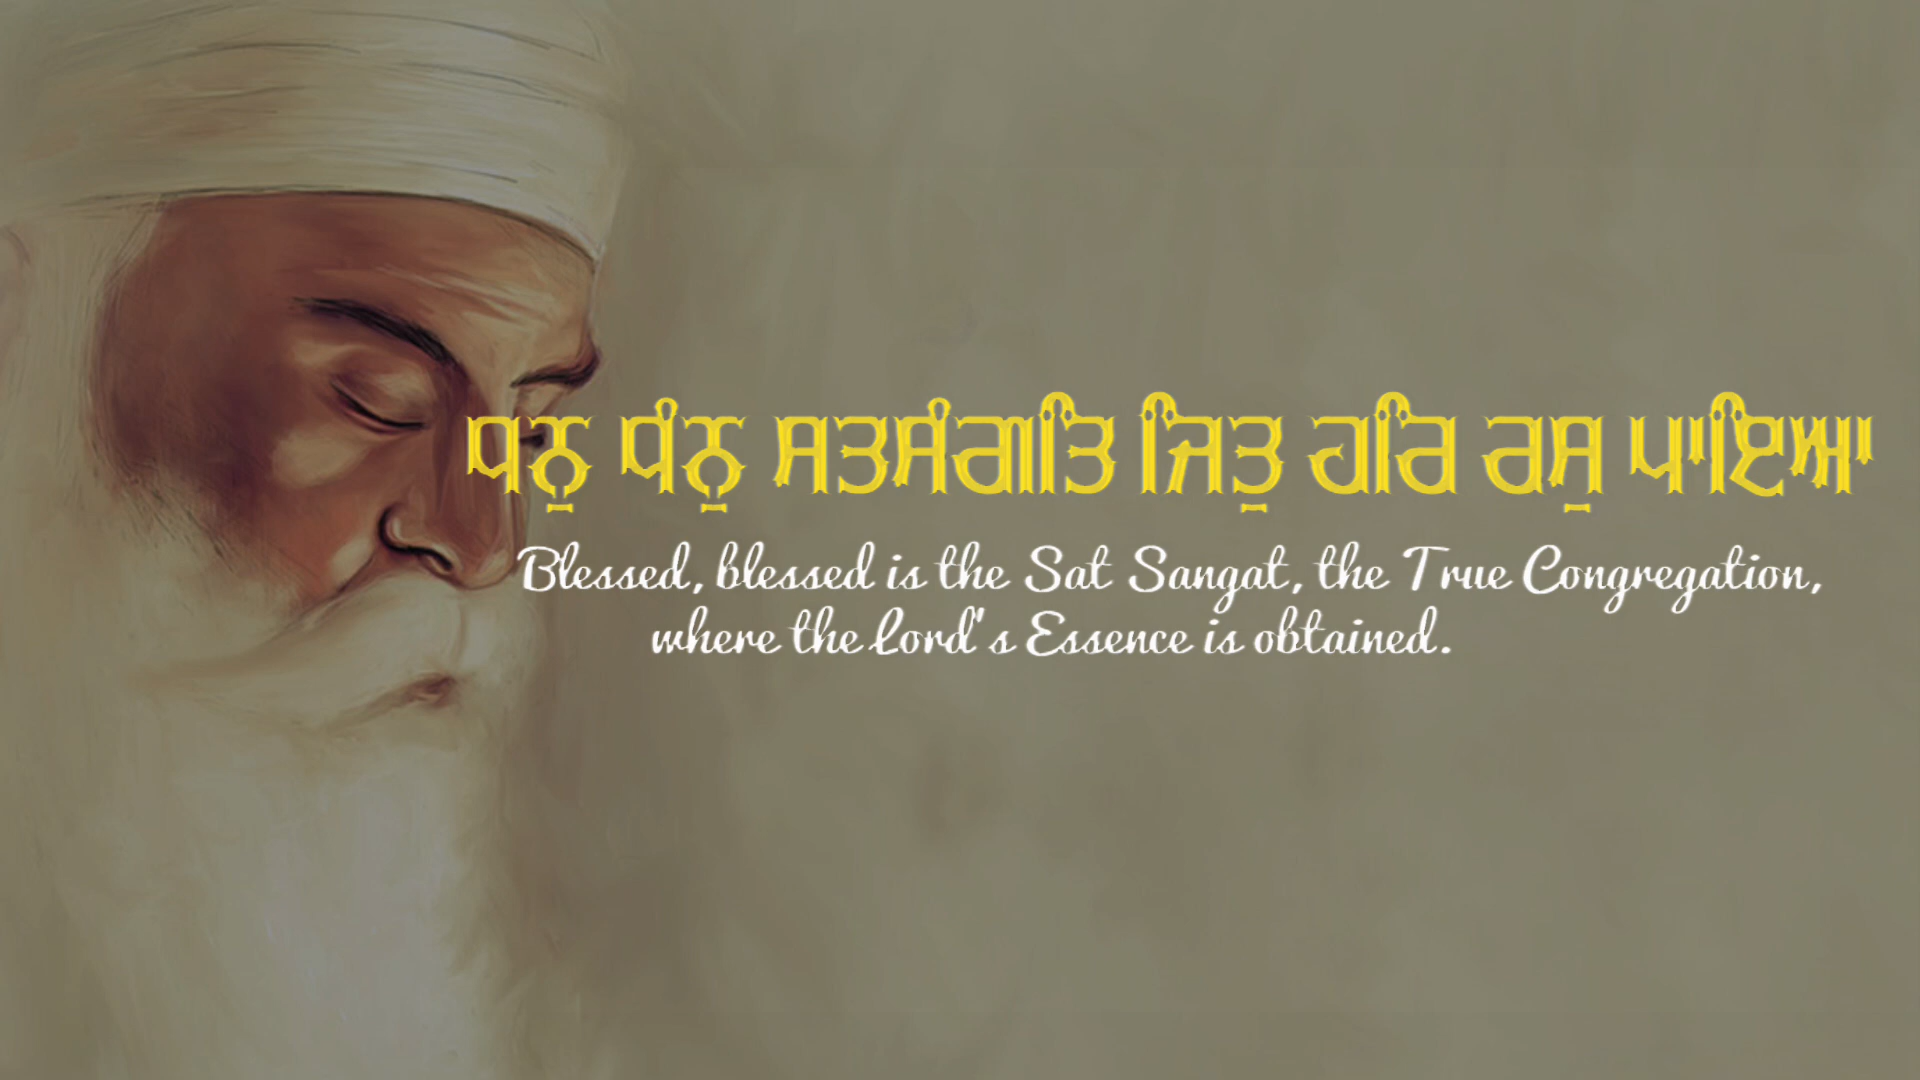 ਧਨੁ ਧੰਨੁ ਸਤਸੰਗਤਿ ਜਿਤੁ ਹਰਿ ਰਸੁ ਪਾਇਆ
Blessed, blessed is the Sat Sangat, the True Congregation,
where the Lord's Essence is obtained.